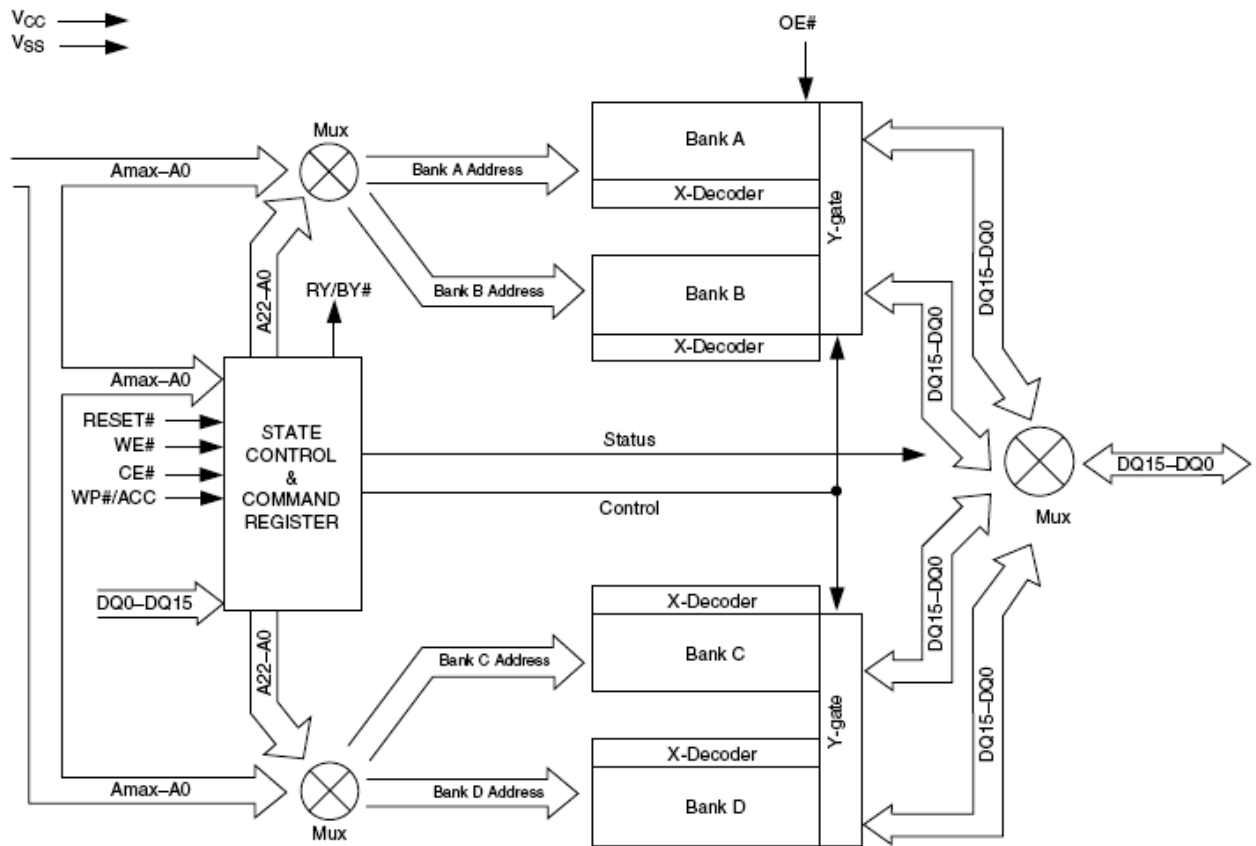 VCC
VSS
OE#
Mux
Amax–A0
Bank A Address
Bank A
X-Decoder
Y-gate
DQ15–DQ0
A22–A0
RY/BY#
Bank B Address
Bank B
X-Decoder
DQ15–DQ0
Amax–A0
RESET#
WE#
CE#
WP#/ACC
STATE
CONTROL
&
COMMAND
REGISTER
Status
Control
DQ15–DQ0
Mux
DQ0–DQ15
A22–A0
X-Decoder
Bank C Address
Bank C
DQ15–DQ0
Y-gate
DQ15–DQ0
X-Decoder
Amax–A0
Mux
Bank D Address
Bank D